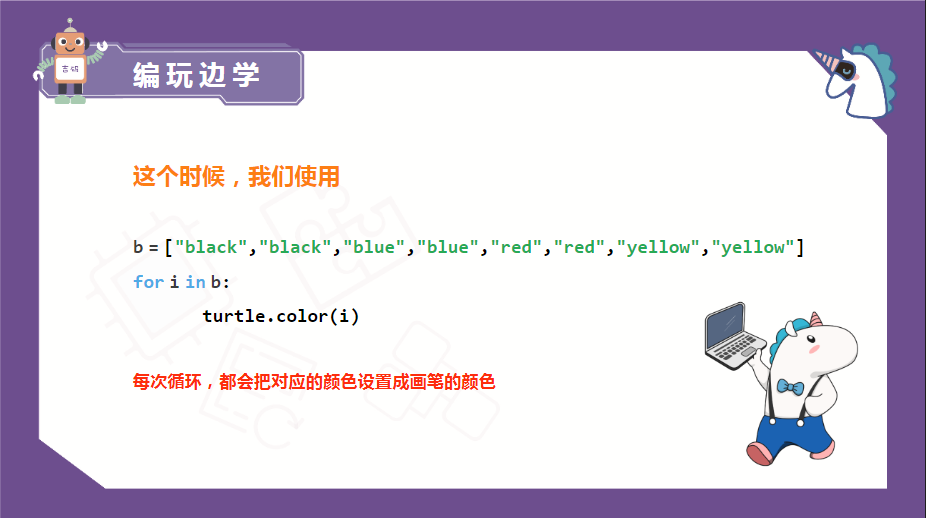 编玩边学
这个时候，我们使用
b = ["black","black","blue","blue","red","red","yellow","yellow"]
for i in b:
turtle.color(i)
每次循环，都会把对应的颜色设置成画笔的颜色